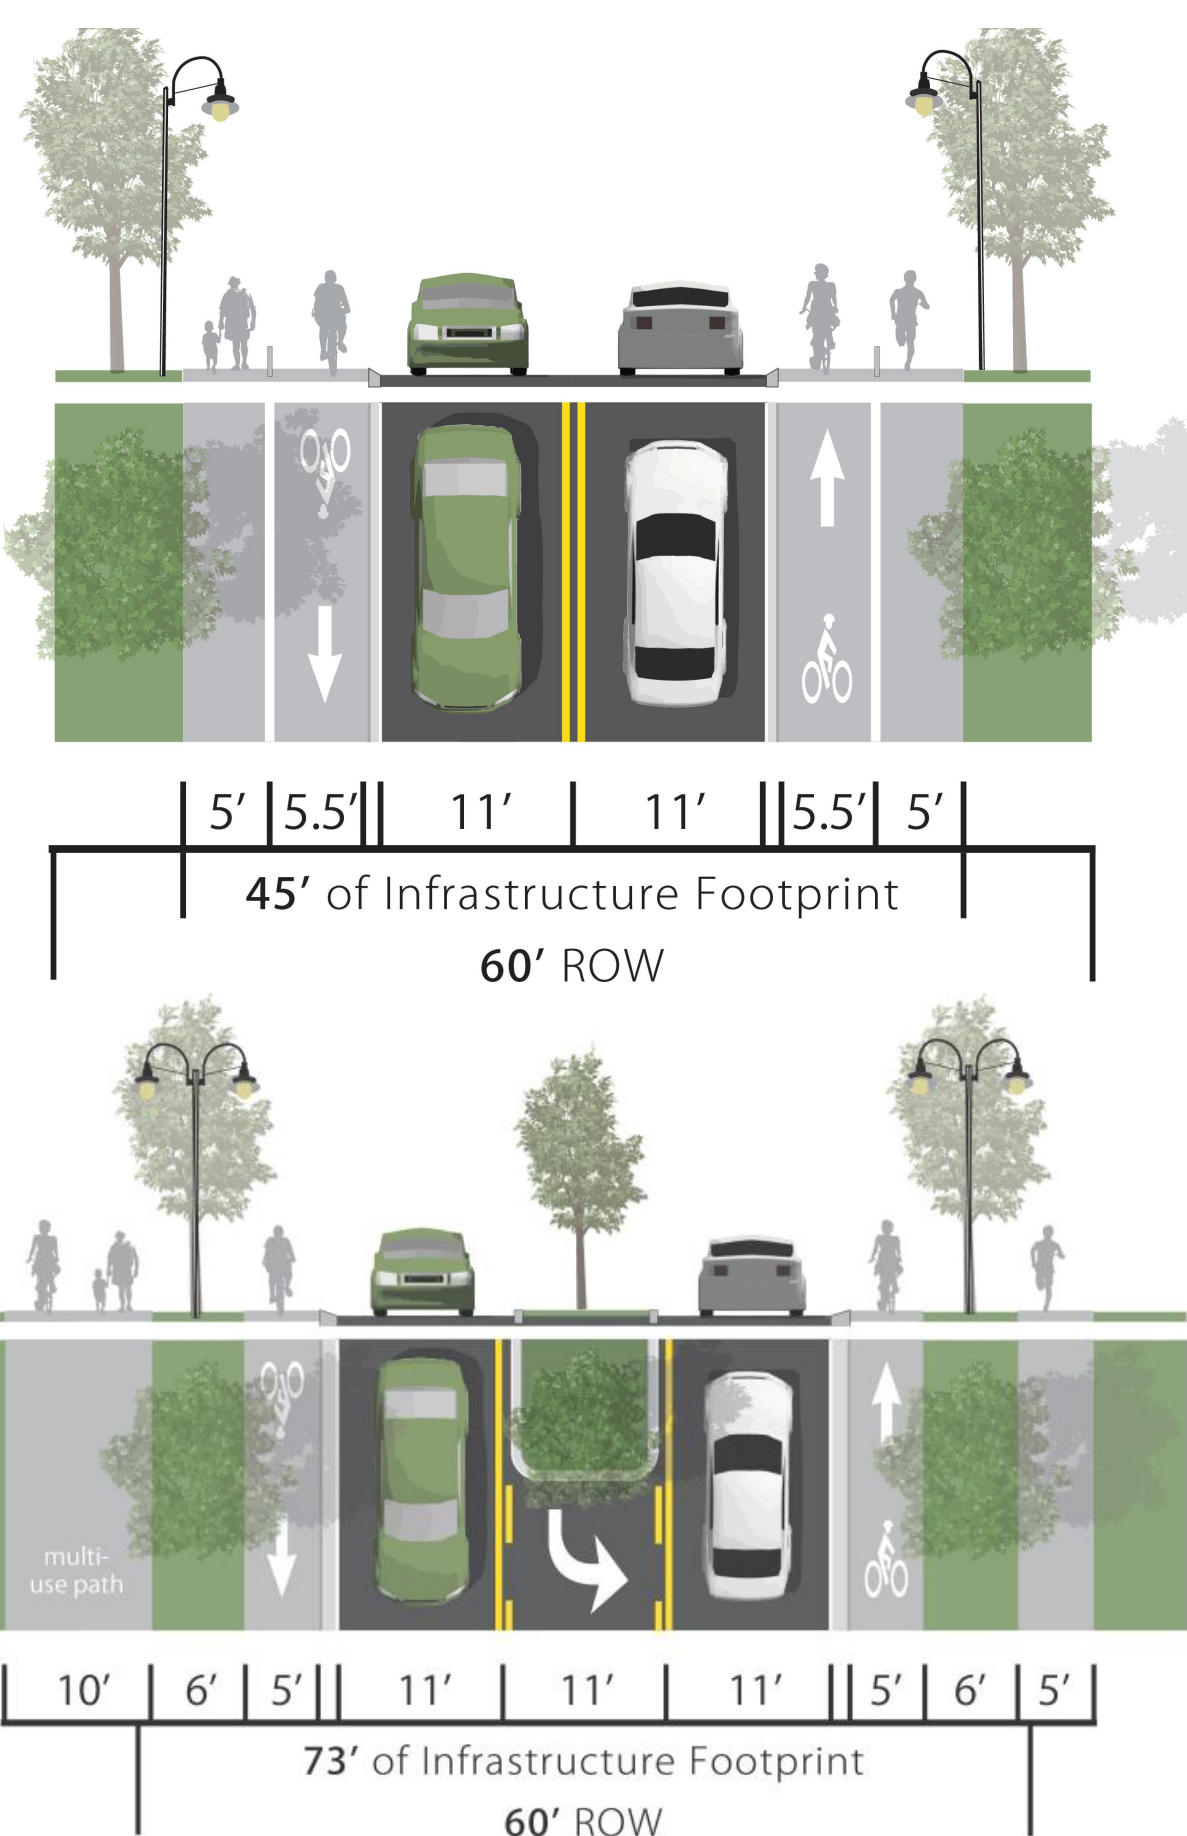 5′ 5.5′ 11′ 11′ 5.5′ 5′
45′ of Infrastructure Footprint
60′ ROW
multi-
use path
10′ 6′ 5′ 11′ 11′ 11′ 5′ 6′ 5′
73′ of Infrastructure Footprint
60′ ROW